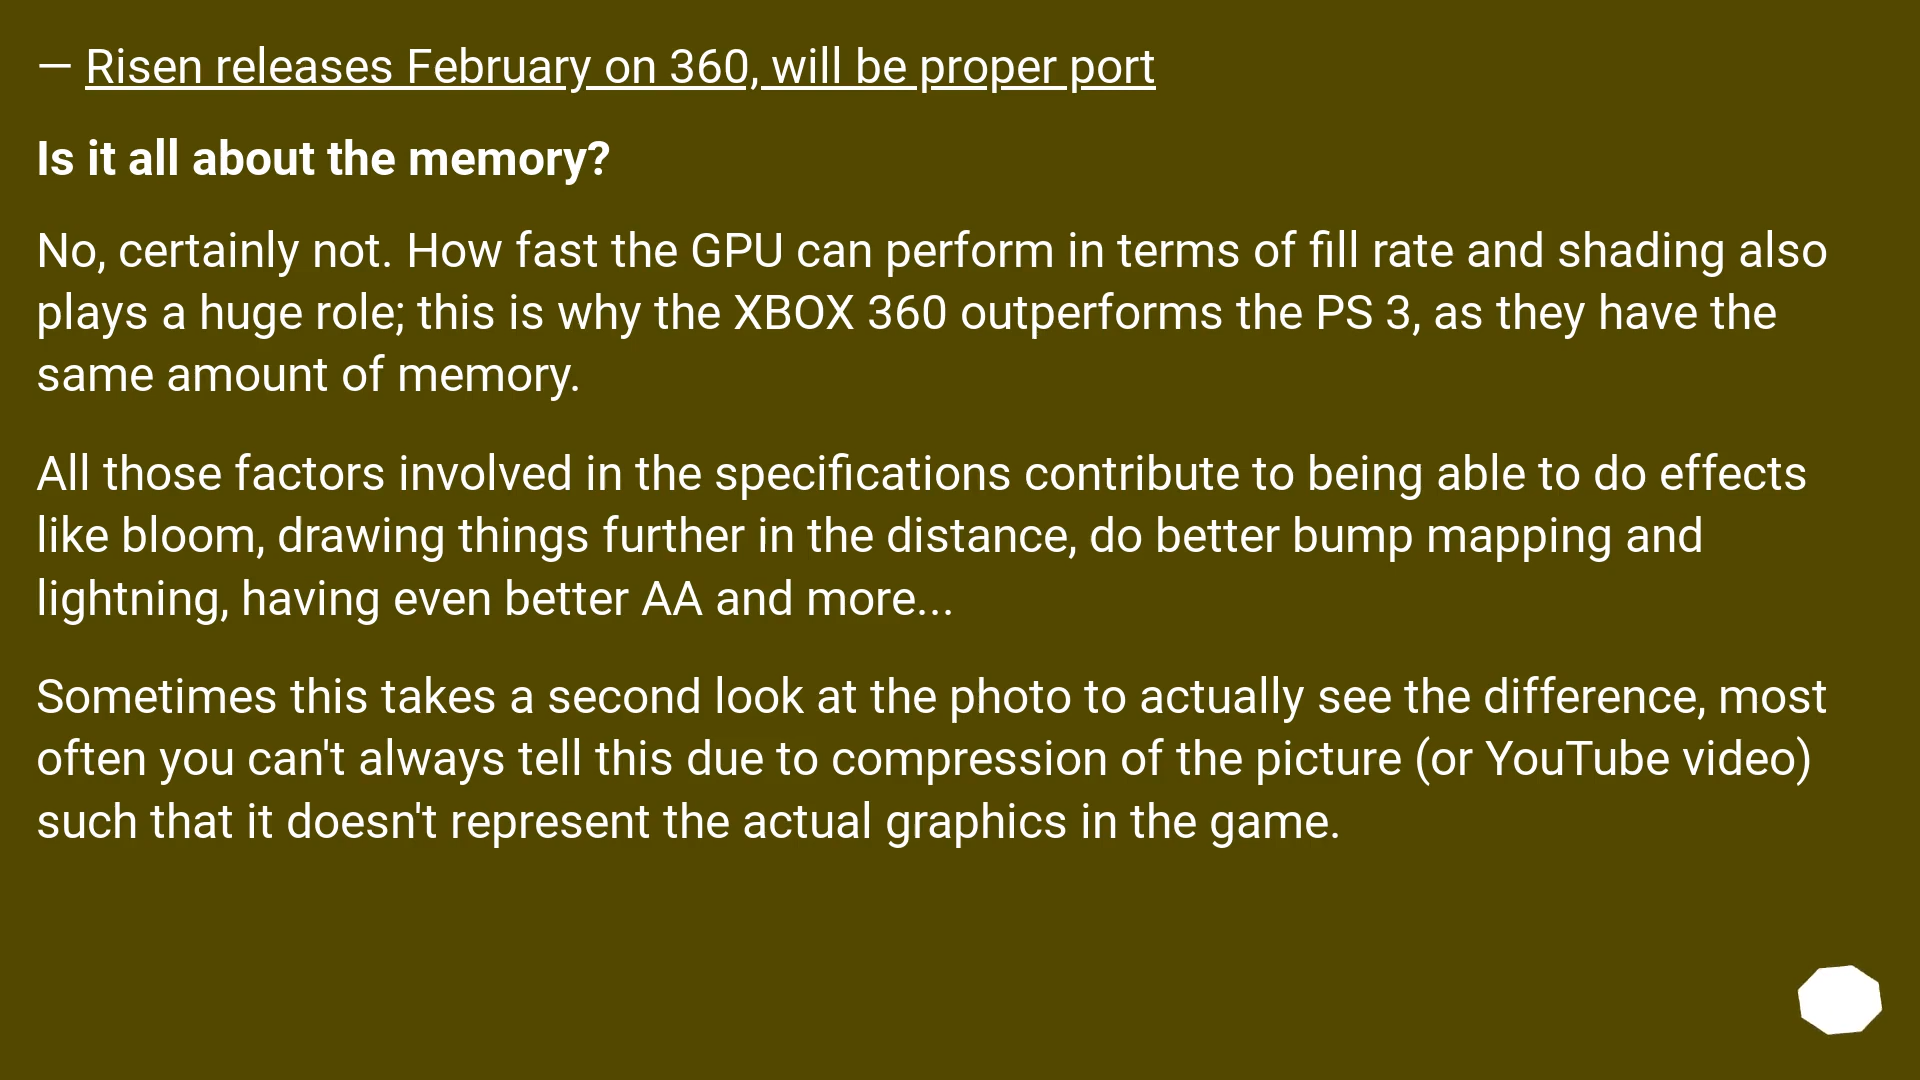 — Risen releases February on 360, will be proper port
Is it all about the memory?
No, certainly not. How fast the GPU can perform in terms of fill rate and shading also
plays a huge role; this is why the XBOX 360 outperforms the PS 3, as they have the
same amount of memory.
All those factors involved in the specifications contribute to being able to do effects
like bloom, drawing things further in the distance, do better bump mapping and
lightning, having even better AA and more...
Sometimes this takes a second look at the photo to actually see the difference, most
often you can't always tell this due to compression of the picture (or YouTube video)
such that it doesn't represent the actual graphics in the game.